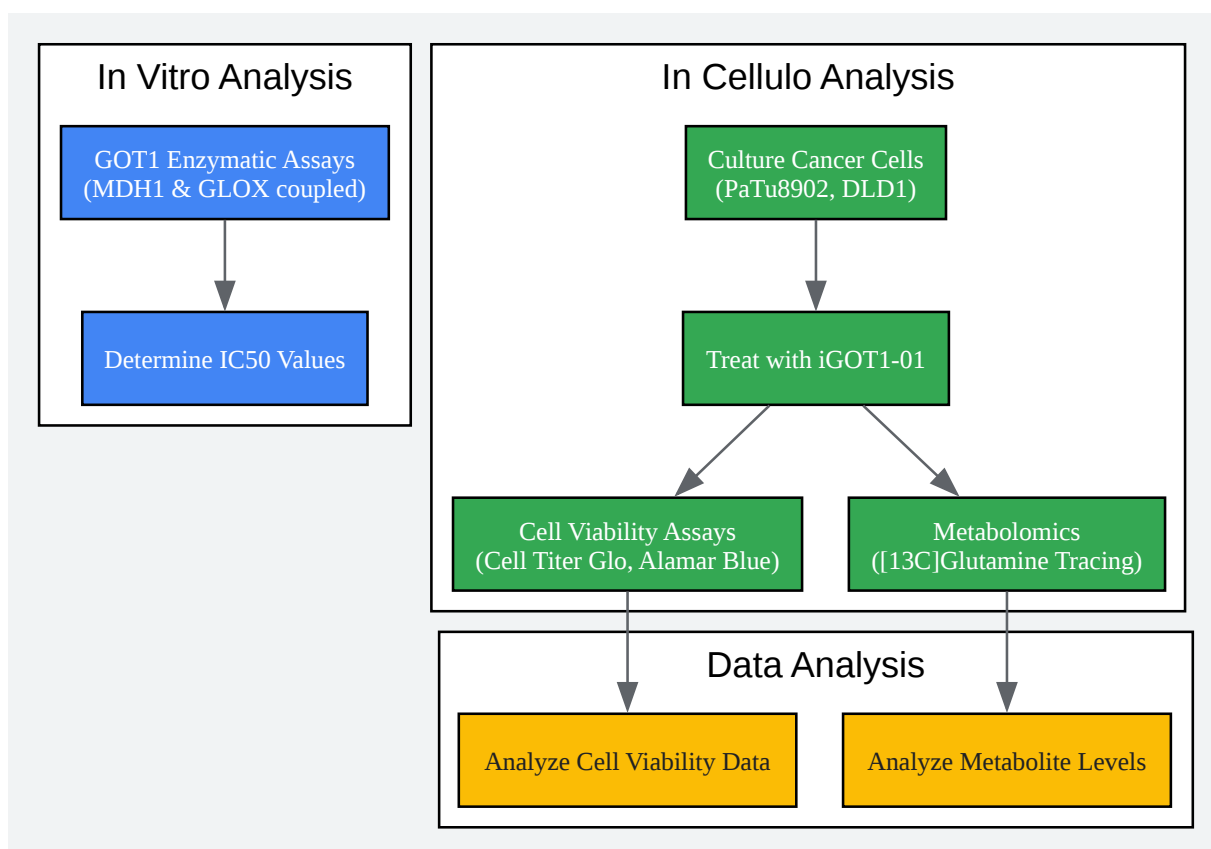 In Vitro Analysis
GOT1 Enzymatic Assays
(MDH1 & GLOX coupled)
Determine IC50 Values
In Cellulo Analysis
Culture Cancer Cells
(PaTu8902, DLD1)
Treat with iGOT1-01
Cell Viability Assays
(Cell Titer Glo, Alamar Blue)
Metabolomics
([13C]Glutamine Tracing)
Data Analysis
Analyze Cell Viability Data
Analyze Metabolite Levels